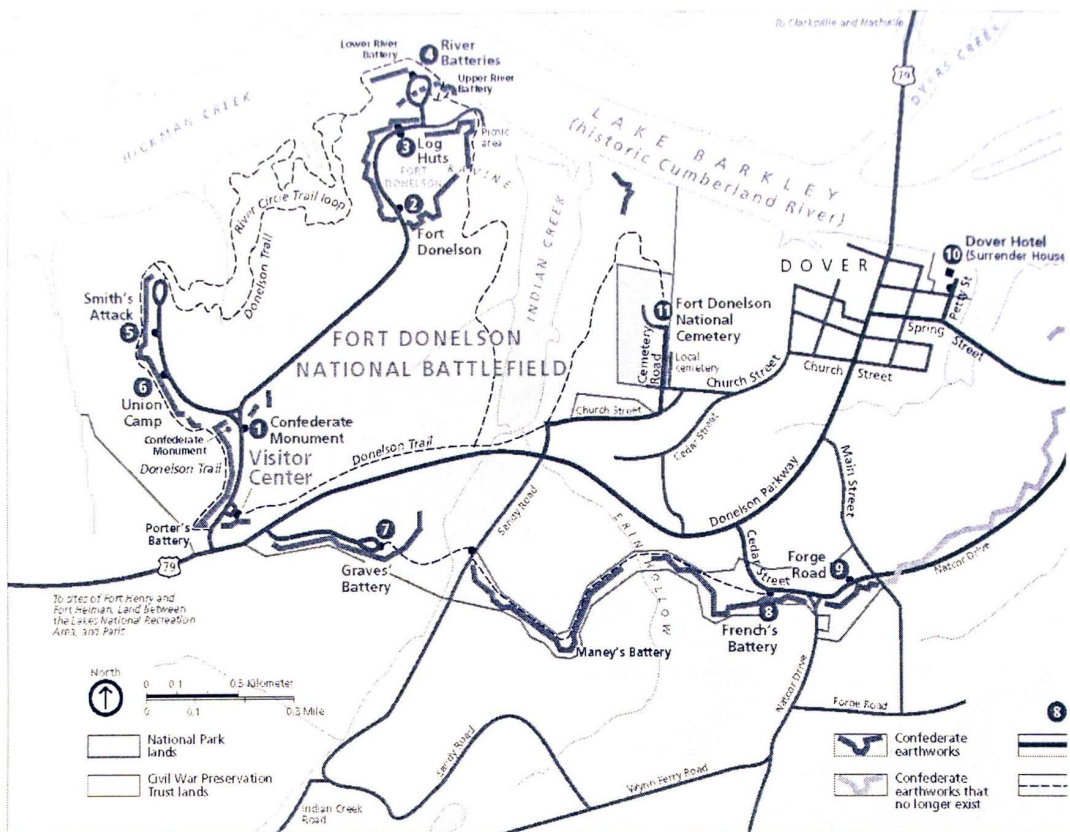 To Clarksville and Nashville
79
DYERS CREEK
Lower River
Battery
4
River
Batteries
Upper River
Battery
HICKMAN CREEK
LAKE BARKLEY
(historic Cumberland
River)
Picnic
area
3
Log
Huts
FORT
DONELSON
RAVINE
2
Fort
Donelson
River Circle Trail loop
Donelson Trail
INDIAN CREEK
10
Dover Hotel
(Surrender House
DOVER
Petty St
Spring
Street
Smith's
Attack
5
11
Fort Donelson
National
Cemetery
FORT DONELSON
NATIONAL BATTLEFIELD
Cemetery
Road
Local
cemetery
Church Street
Church
Street
6
Union
Camp
Church Street
Cedar Street
1
Confederate
Monument
Confederate
Monument
Visitor
Center
Donelson Trail
Donelson Trail
Donelson Parkway
Main Street
Sandy Road
ERIN HOLLOW
Porter's
Battery
79
7
Graves'
Battery
Cedar Street
Forge
Road
9
Natcor Drive
8
French's
Battery
To sites of Fort Henry and
Fort Heiman, Land Between
the Lakes National Recreation
Area, and Paris
Maney's Battery
North
0 0.1 0.5 Kilometer
0 0.1 0.5 Mile
Natcor Drive
Forge Road
8
National Park
lands
Civil War Preservation
Trust lands
Sandy Road
Wynn Ferry Road
Indian Creek
Road
Confederate
earthworks
Confederate
earthworks that
no longer exist